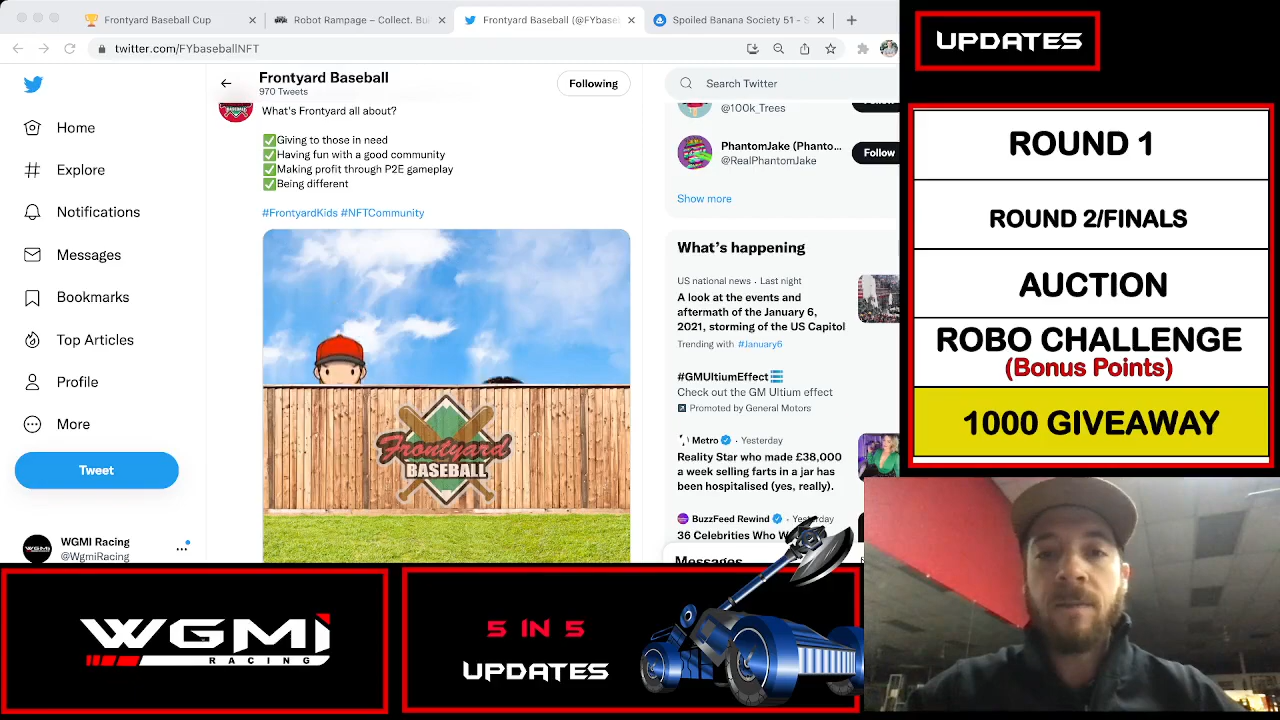 Frontyard Baseball Cup
Robot Rampage – Collect. Bui
Frontyard Baseball (@FYbase
Spoiled Banana Society 51 - S
twitter.com/FYbaseballNFT
Frontyard Baseball
970 Tweets
Following
What's Frontyard all about?
✅Giving to those in need
✅Having fun with a good community
✅Making profit through P2E gameplay
✅Being different
#FrontyardKids #NFTCommunity
Frontyard
BASEBALL
Home
Explore
Notifications
Messages
Bookmarks
Top Articles
Profile
More
Tweet
WGMI Racing
@WgmiRacing
Search Twitter
@100k_Trees
PhantomJake (Phanto...
@RealPhantomJake
Follow
Show more
What's happening
US national news · Last night
A look at the events and
aftermath of the January 6,
2021, storming of the US Capitol
Trending with #January6
#GMUltiumEffect
Check out the GM Ultium effect
Promoted by General Motors
Metro · Yesterday
Reality Star who made £38,000
a week selling farts in a jar has
been hospitalised (yes, really).
BuzzFeed Rewind · Yesterday
36 Celebrities Who W
Messages
UPDATES
ROUND 1
ROUND 2/FINALS
AUCTION
ROBO CHALLENGE
(Bonus Points)
1000 GIVEAWAY
WGMI
RACING
5 IN 5
UPDATES